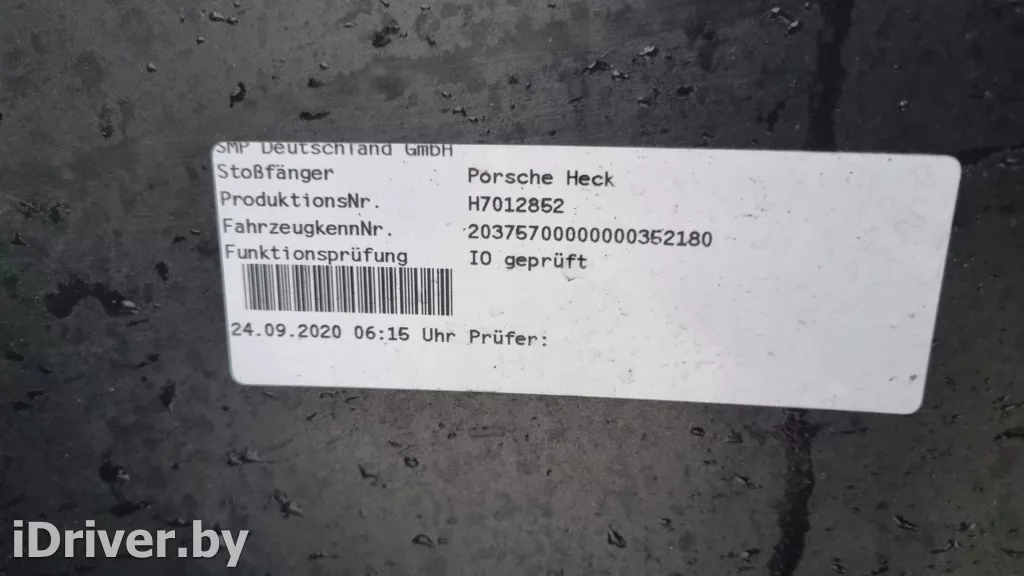 SMP Deutschland GmbH
Stoßfänger Porsche Heck
ProduktionsNr. H7012852
FahrzeugkennNr. 20375700000000352180
Funktionsprüfung IO geprüft
24.09.2020 06:15 Uhr Prüfer:
iDriver.by